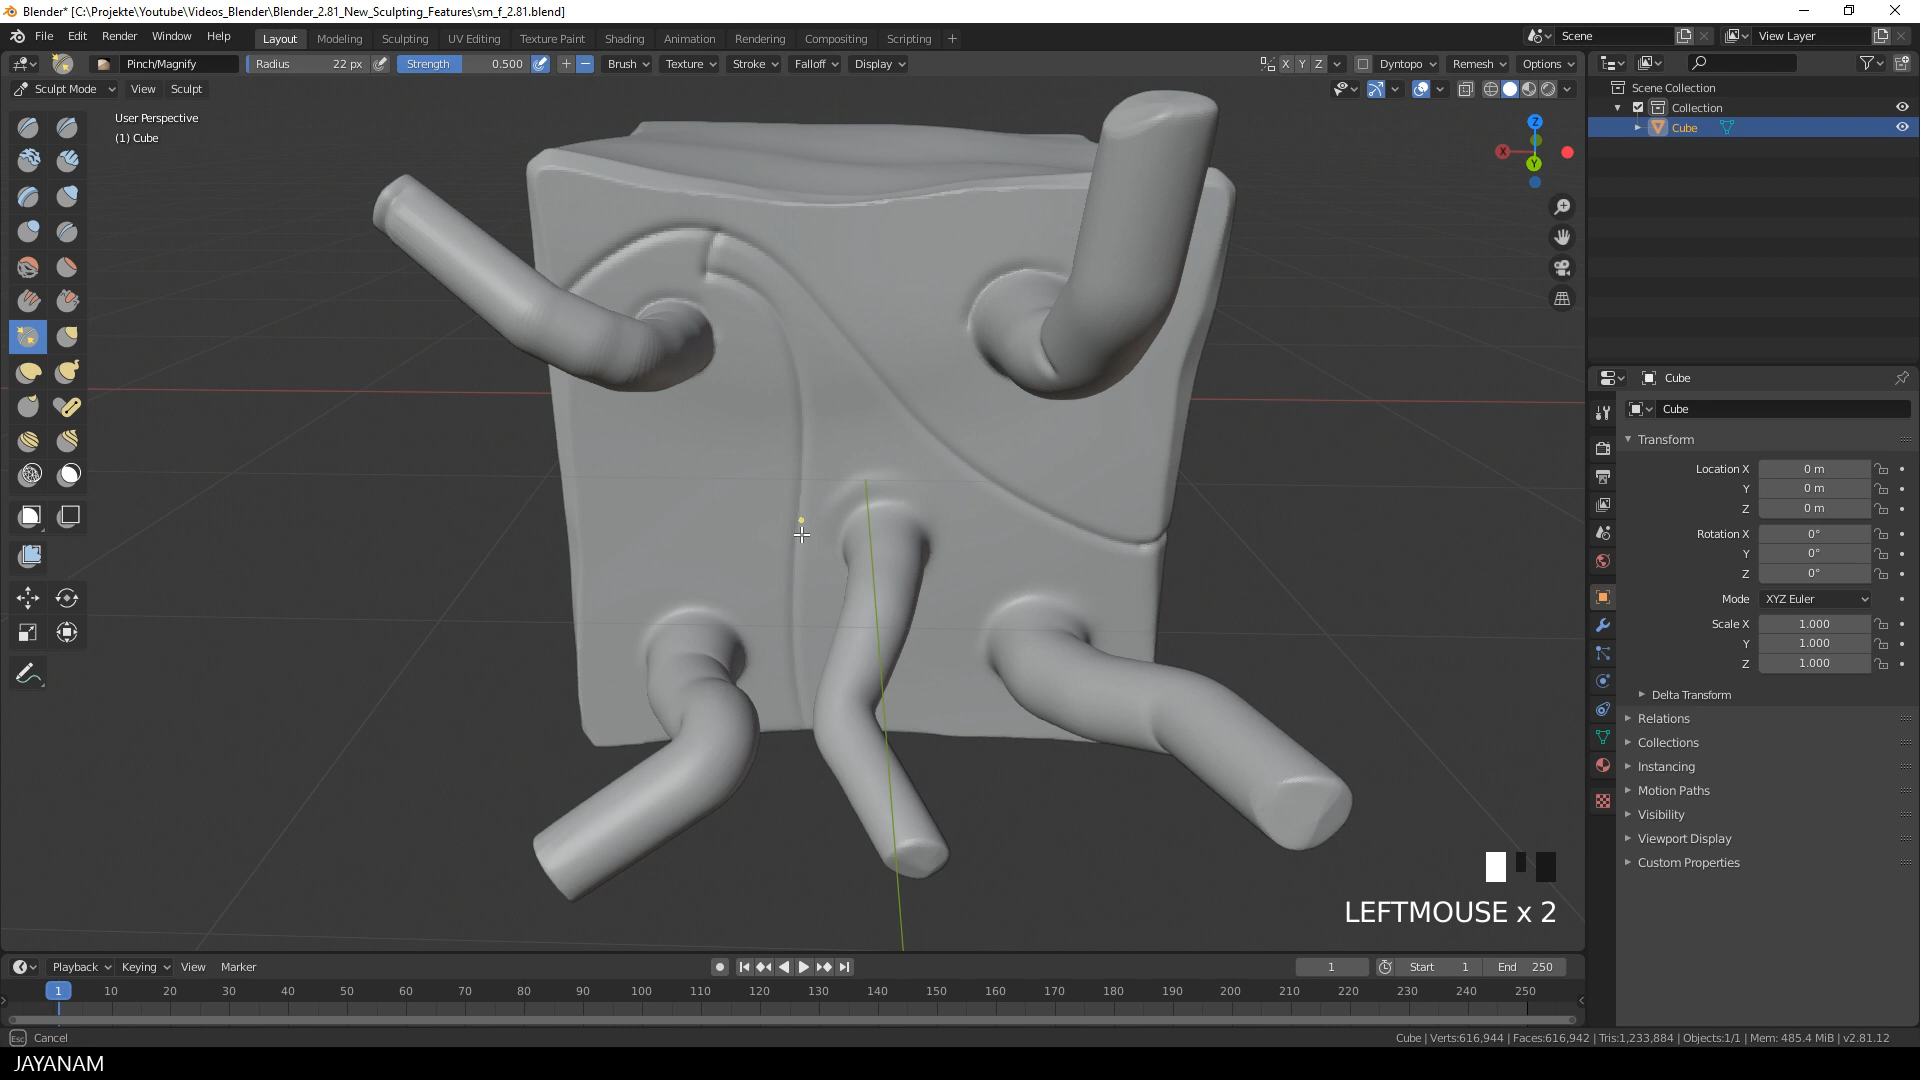 Blender* [C:\Projekte\Youtube\Videos_Blender\Blender_2.81_New_Sculpting_Features\sm_f_2.81.blend]
File Edit Render Window Help Layout Modeling Sculpting UV Editing Texture Paint Shading Animation Rendering Compositing Scripting + Scene View Layer
Pinch/Magnify Radius 22 px Strength 0.500 Brush Texture Stroke Falloff Display X Y Z Dyntopo Remesh Options
Sculpt Mode View Sculpt
User Perspective
(1) Cube
Z
X
Y
Scene Collection
Collection
Cube
Cube
Cube
Transform
Location X 0 m
Y 0 m
Z 0 m
Rotation X 0°
Y 0°
Z 0°
Mode XYZ Euler
Scale X 1.000
Y 1.000
Z 1.000
Delta Transform
Relations
Collections
Instancing
Motion Paths
Visibility
Viewport Display
Custom Properties
LEFTMOUSE x 2
Playback Keying View Marker 1 Start 1 End 250
1 10 20 30 40 50 60 70 80 90 100 110 120 130 140 150 160 170 180 190 200 210 220 230 240 250
Esc Cancel Cube | Verts:616,944 | Faces:616,942 | Tris:1,233,884 | Objects:1/1 | Mem: 485.4 MiB | v2.81.12
JAYANAM